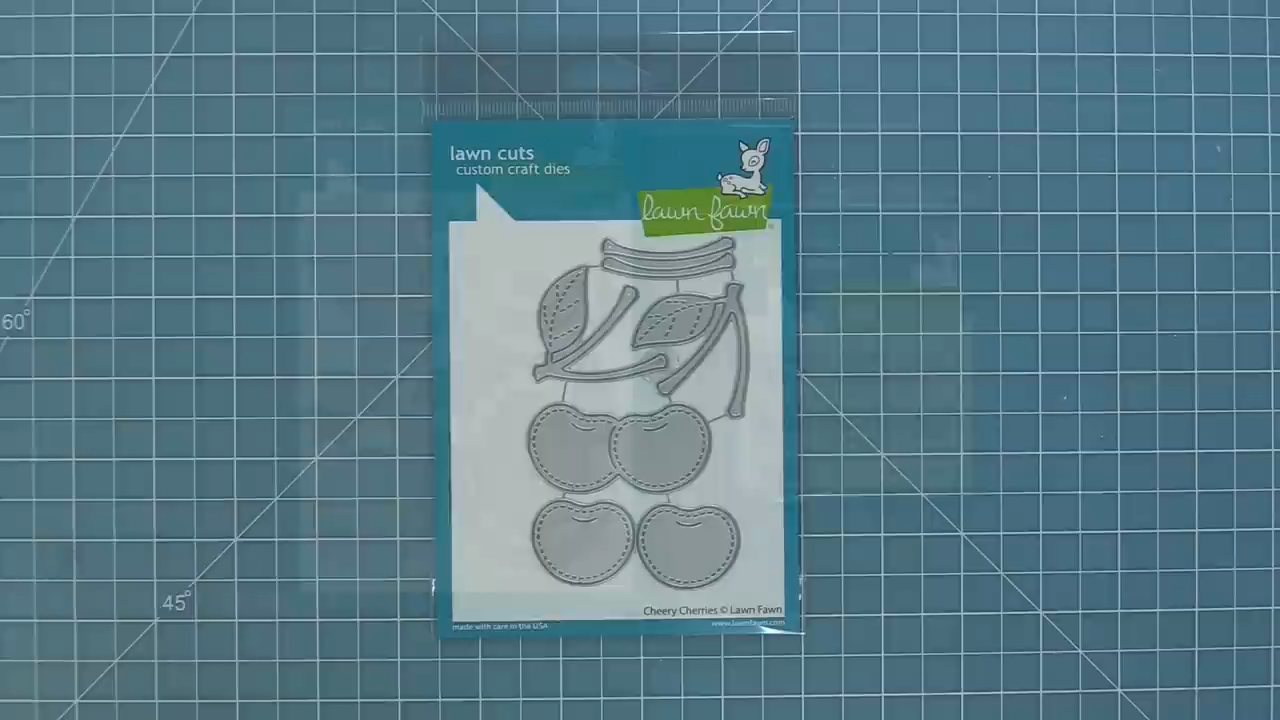 lawn cuts
custom craft dies
lawn fawn
60°
45°
Cheery Cherries © Lawn Fawn
made with care in the USA
www.lawnfawn.com